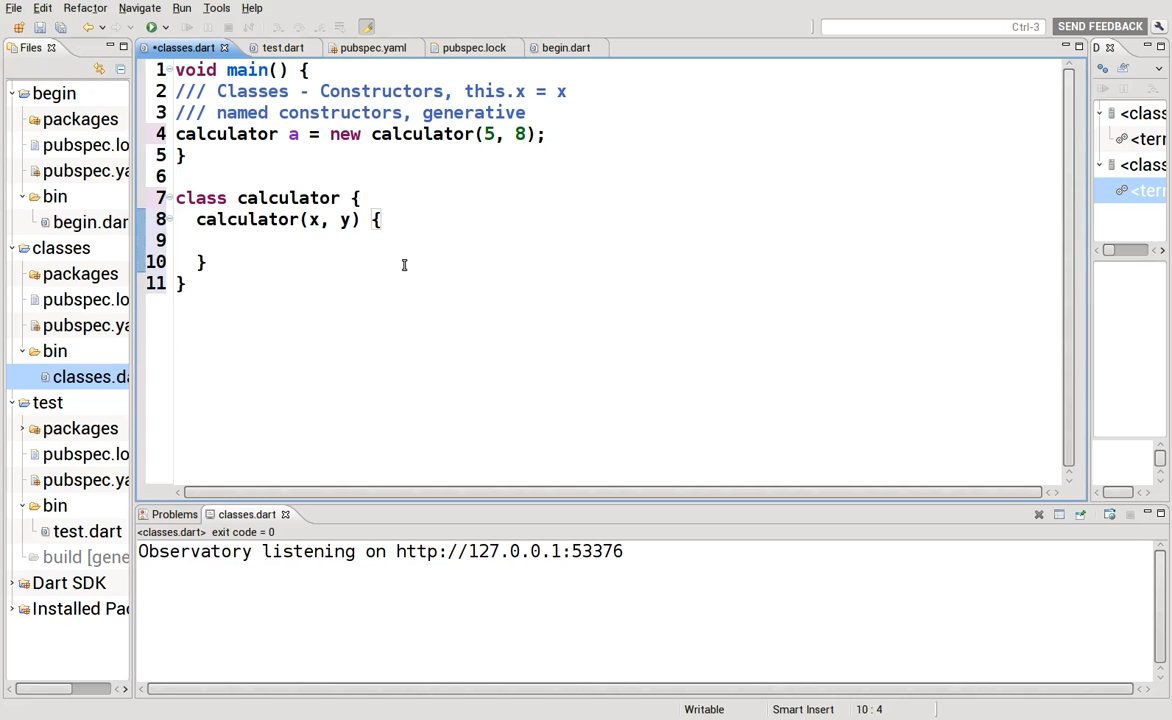 File Edit Refactor Navigate Run Tools Help
Ctrl-3 SEND FEEDBACK
Files
*classes.dart test.dart pubspec.yaml pubspec.lock begin.dart
D
1 void main() {
2 /// Classes - Constructors, this.x = x
3 /// named constructors, generative
4 calculator a = new calculator(5, 8);
5 }
6
7 class calculator {
8 calculator(x, y) {
9
10 }
11 }
begin
packages
pubspec.lo
pubspec.ya
bin
begin.dar
classes
packages
pubspec.lo
pubspec.ya
bin
classes.da
test
packages
pubspec.lo
pubspec.ya
bin
test.dart
build [gene
Dart SDK
Installed Pac
<class
<terr
<class
<terr
Problems classes.dart
<classes.dart> exit code = 0
Observatory listening on http://127.0.0.1:53376
Writable Smart Insert 10 : 4